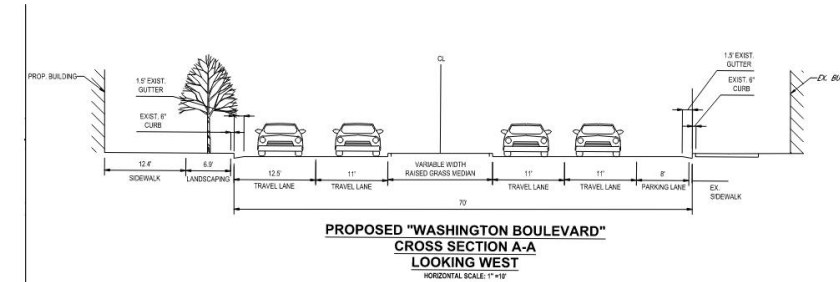 CL
1.5' EXIST.
GUTTER
PROP. BUILDING
1.5' EXIST.
GUTTER
EXIST. 6"
CURB
EX.
EXIST. 6"
CURB
12.4'
SIDEWALK
6.9'
LANDSCAPING
12.5'
TRAVEL LANE
11'
TRAVEL LANE
VARIABLE WIDTH
RAISED GRASS MEDIAN
11'
TRAVEL LANE
11'
TRAVEL LANE
8'
PARKING LANE
EX.
SIDEWALK
70'
PROPOSED "WASHINGTON BOULEVARD"
CROSS SECTION A-A
LOOKING WEST
HORIZONTAL SCALE: 1" =10'